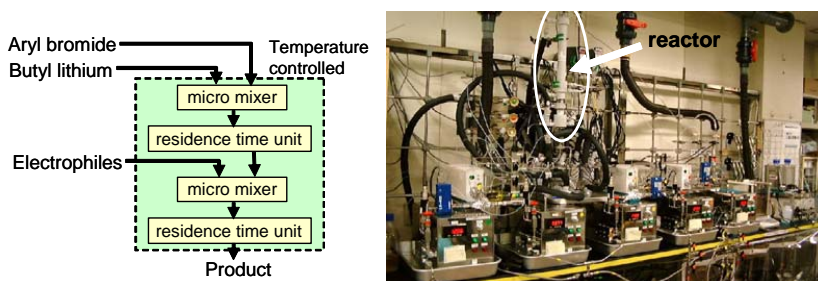 Aryl bromide
Butyl lithium
Temperature
controlled
micro mixer
residence time unit
Electrophiles
micro mixer
residence time unit
Product
reactor